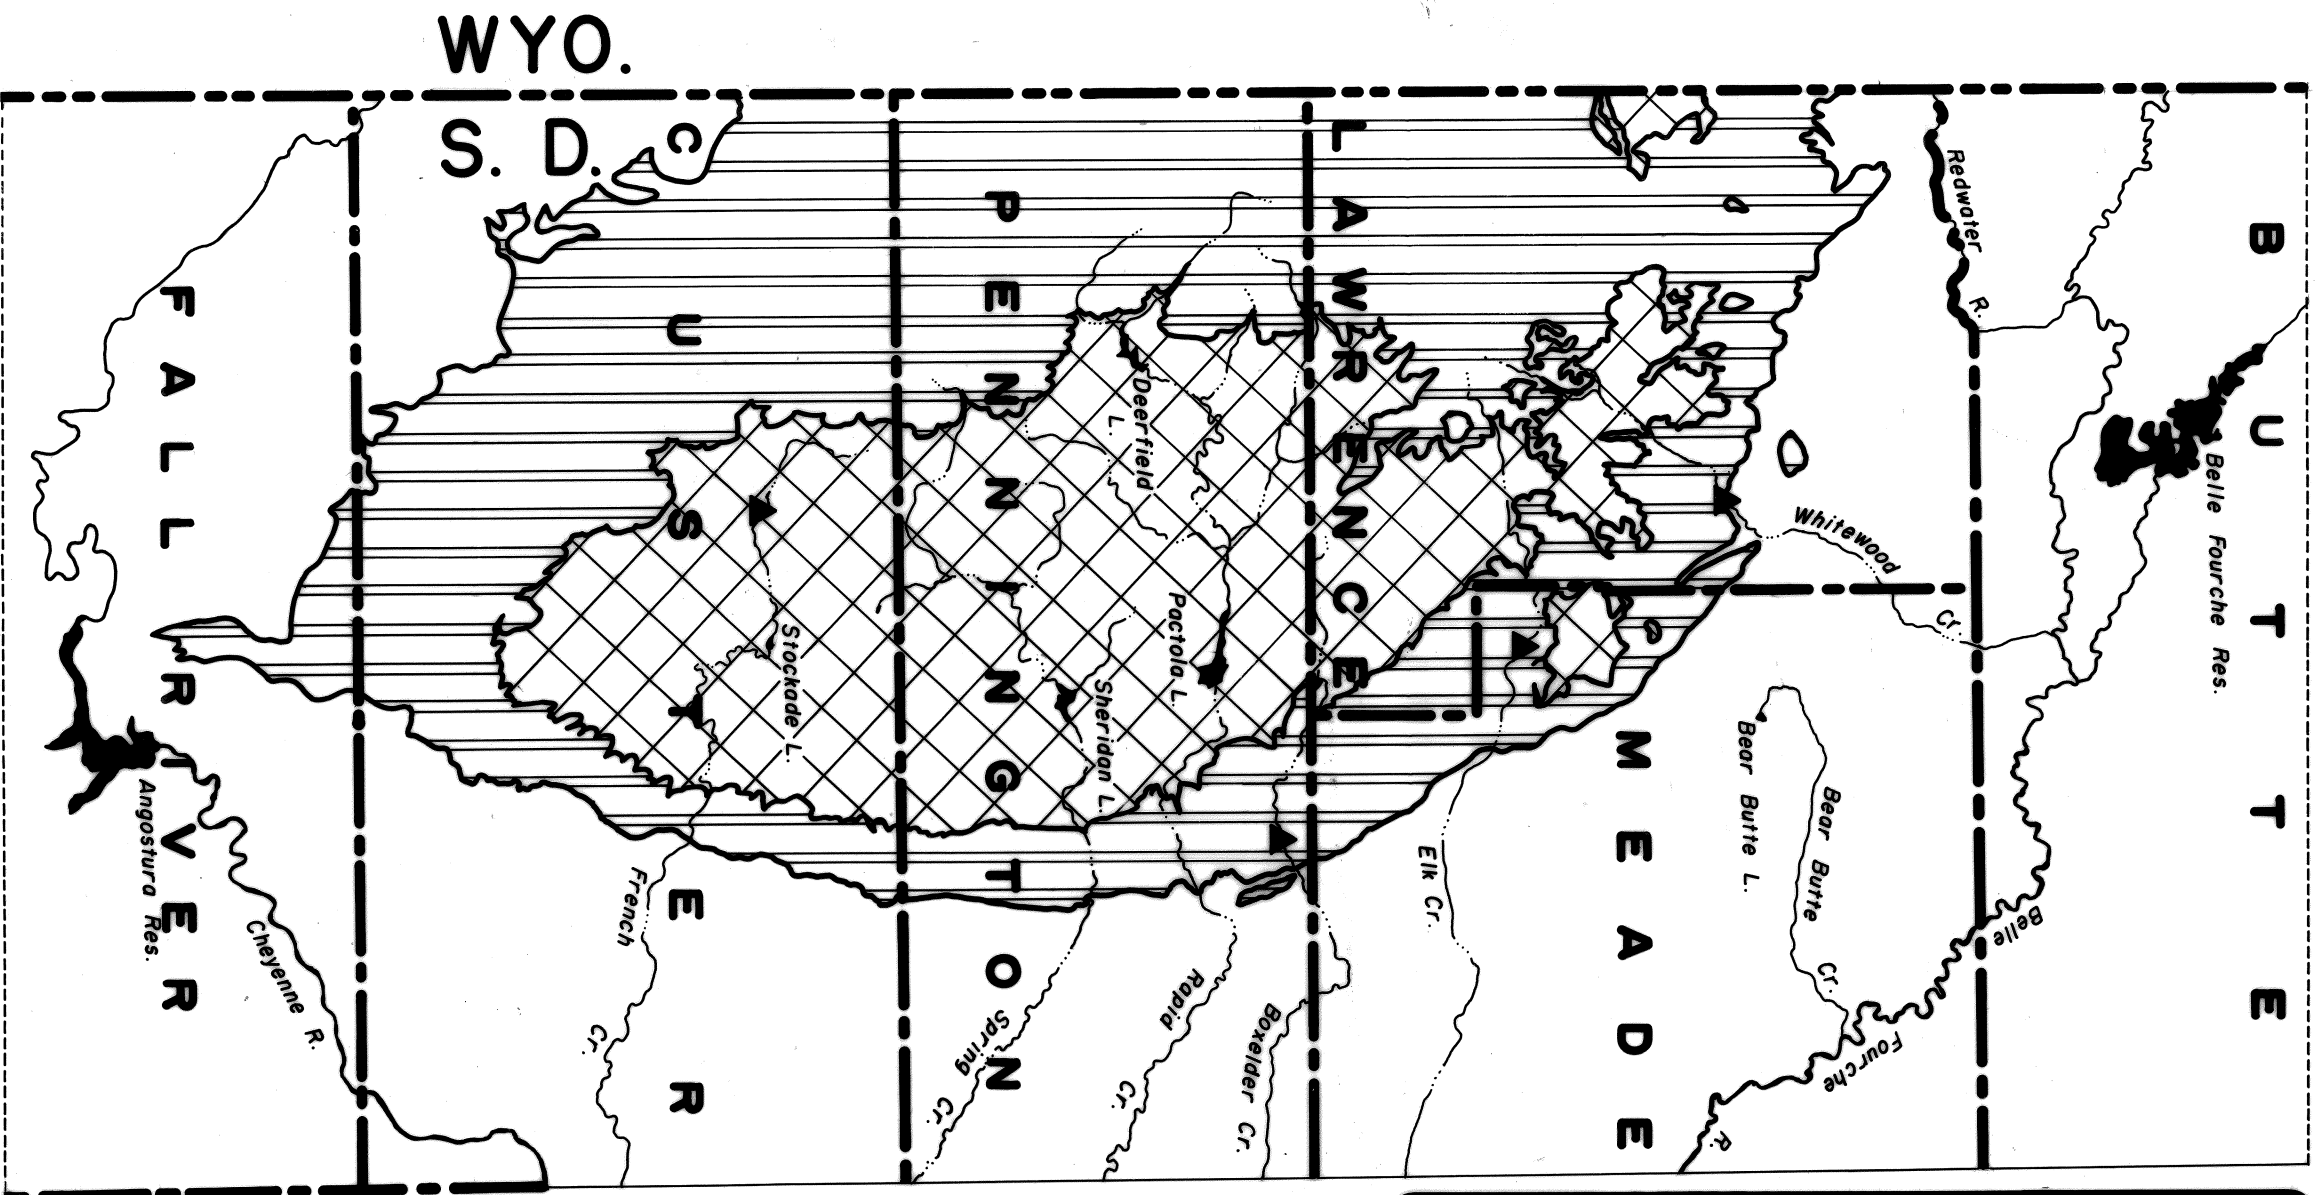 WYO.
S. D.
CUSTER
PENNINGTON
LAWRENCE
MEADE
BUTTE
FALL RIVER
Redwater R.
Belle Fourche Res.
Whitewood Cr.
Bear Butte L.
Bear Butte Cr.
Belle Fourche R.
Elk Cr.
Boxelder Cr.
Rapid Cr.
Spring Cr.
French Cr.
Cheyenne R.
Angostura Res.
Stockade L.
Sheridan L.
Pactola L.
Deerfield L.